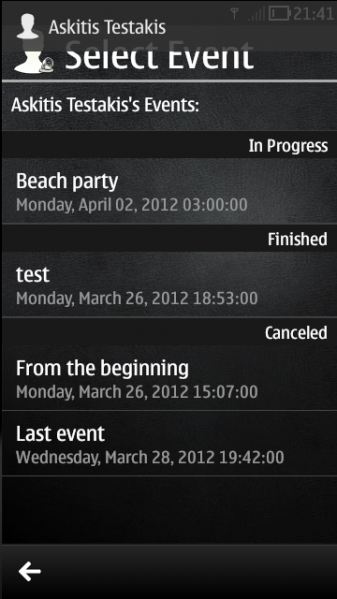 21:41
Askitis Testakis
Select Event
Askitis Testakis's Events:
In Progress
Beach party
Monday, April 02, 2012 03:00:00
Finished
test
Monday, March 26, 2012 18:53:00
Canceled
From the beginning
Monday, March 26, 2012 15:07:00
Last event
Wednesday, March 28, 2012 19:42:00